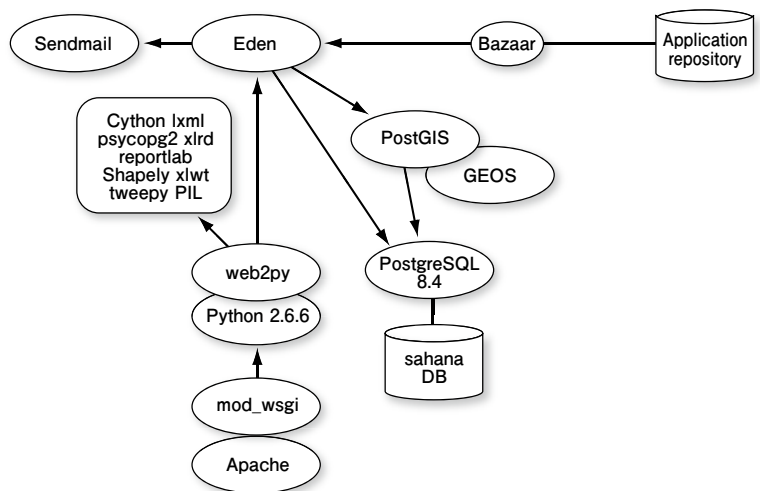 Sendmail
Eden
Bazaar
Application
repository
Cython lxml
psycopg2 xlrd
reportlab
Shapely xlwt
tweepy PIL
PostGIS
GEOS
web2py
Python 2.6.6
PostgreSQL
8.4
sahana
DB
mod_wsgi
Apache